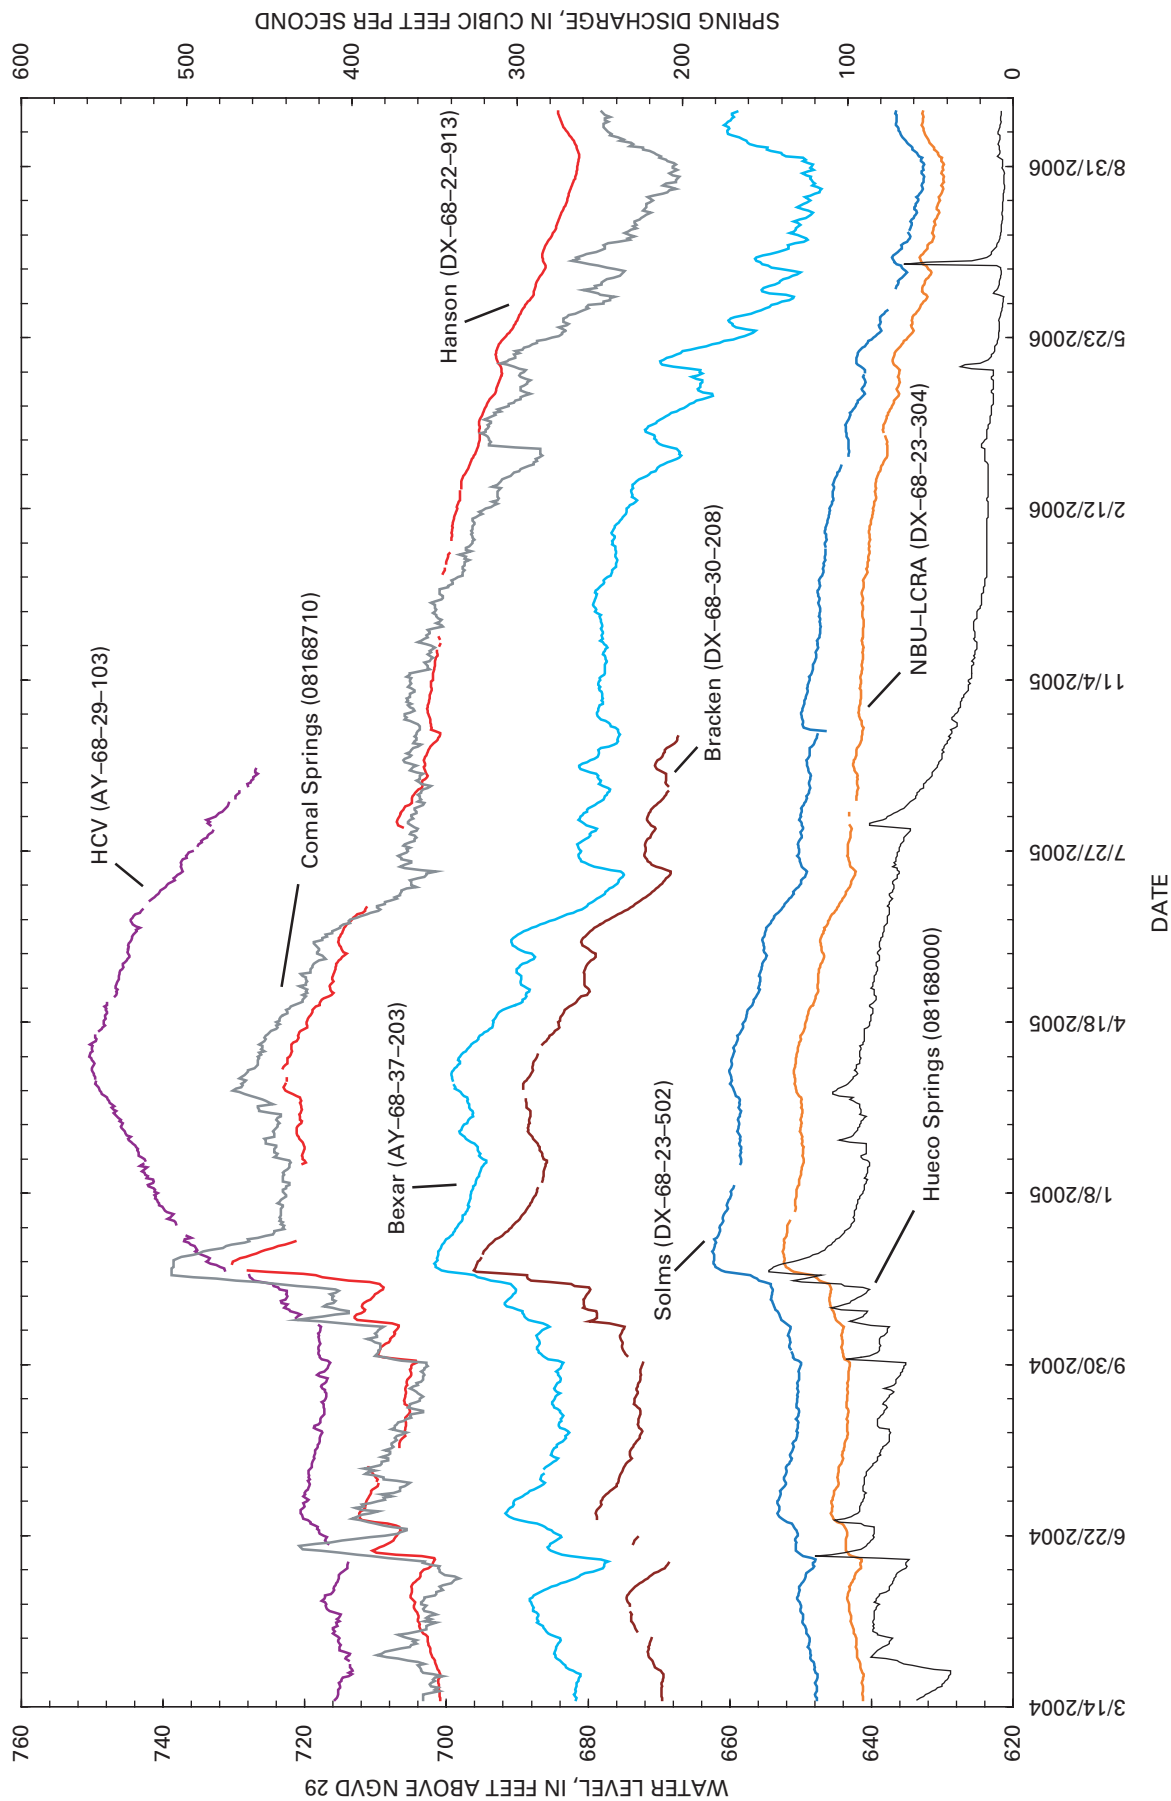 WATER LEVEL, IN FEET ABOVE NGVD 29
760
740
720
700
680
660
640
620
SPRING DISCHARGE, IN CUBIC FEET PER SECOND
600
500
400
300
200
100
0
HCV (AY–68–29–103)
Comal Springs (08168710)
Hanson (DX–68–22–913)
Bexar (AY–68–37–203)
Bracken (DX–68–30–208)
Solms (DX–68–23–502)
NBU–LCRA (DX–68–23–304)
Hueco Springs (08168000)
3/14/2004
6/22/2004
9/30/2004
1/8/2005
4/18/2005
7/27/2005
11/4/2005
2/12/2006
5/23/2006
8/31/2006
DATE